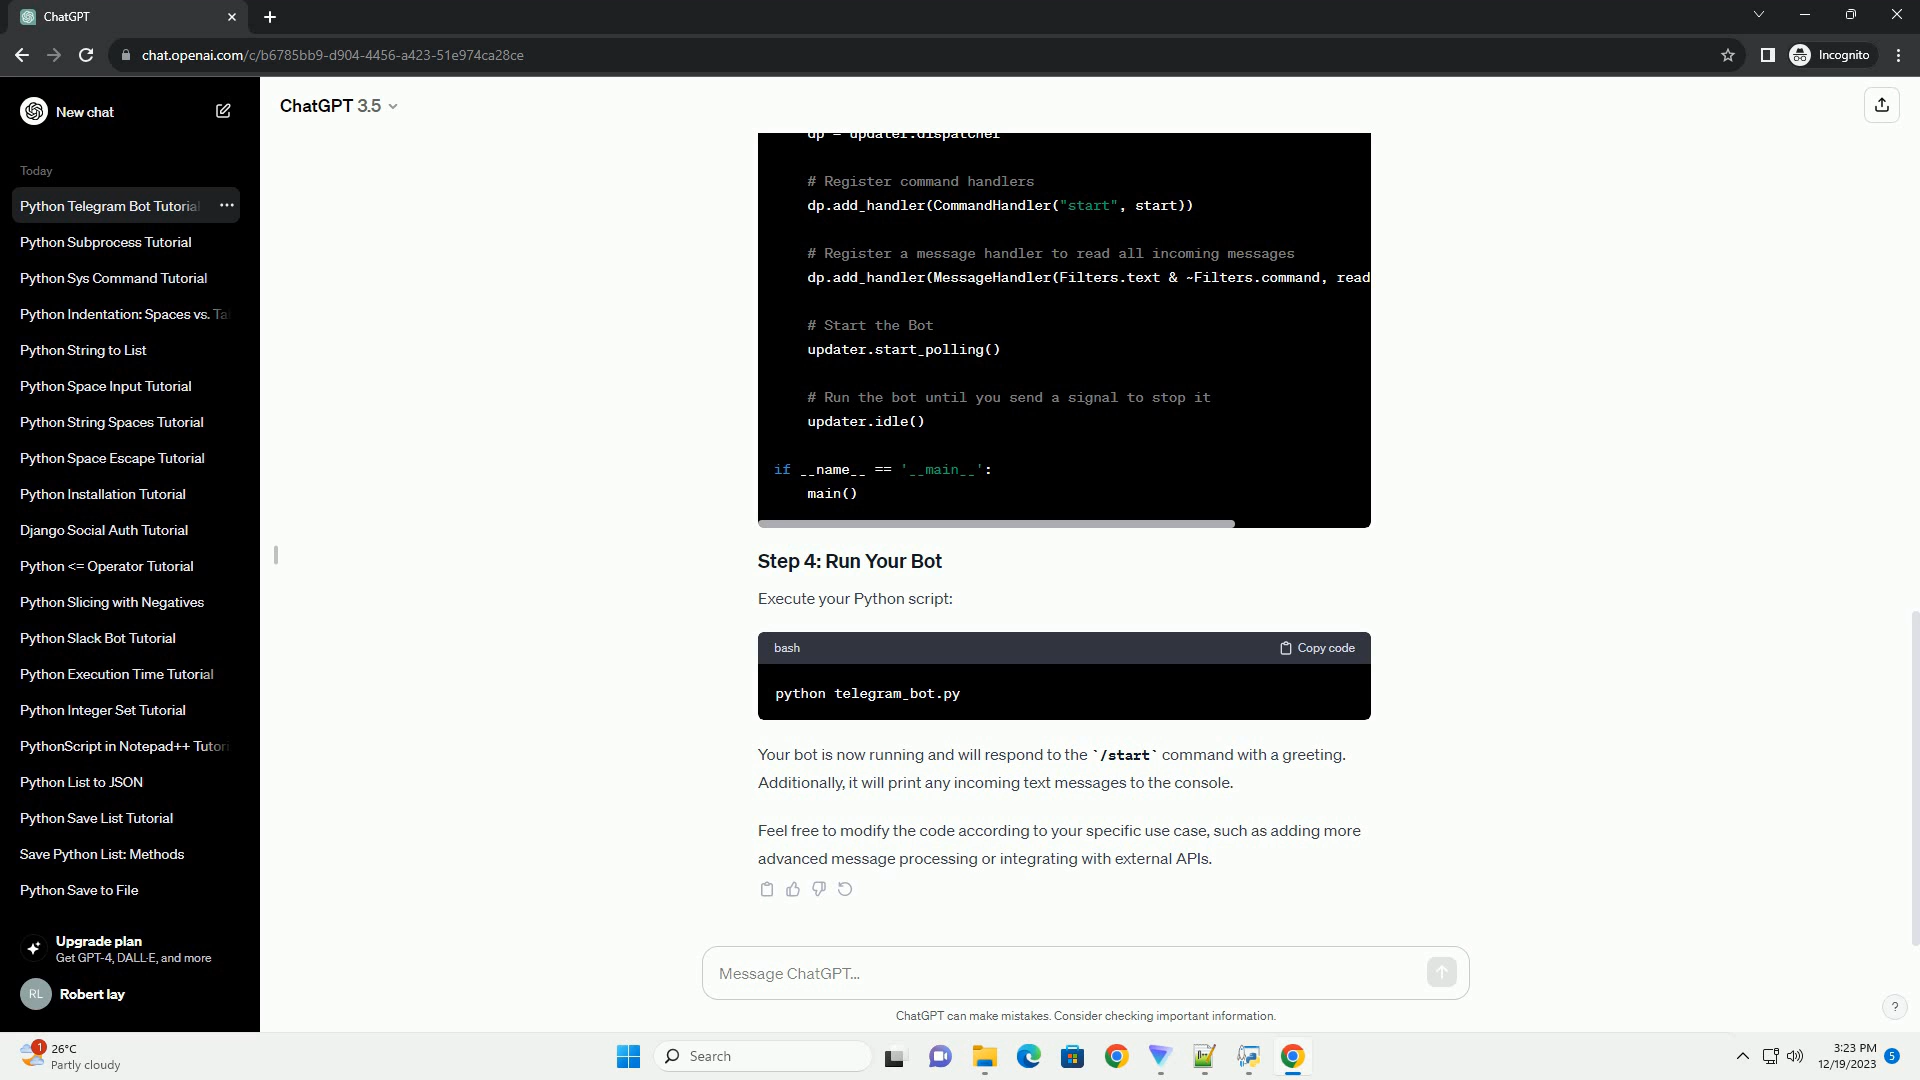 ChatGPT
chat.openai.com/c/b6785bb9-d904-4456-a423-51e974ca28ce
Incognito
New chat
Today
Python Telegram Bot Tutorial
Python Subprocess Tutorial
Python Sys Command Tutorial
Python Indentation: Spaces vs. Ta
Python String to List
Python Space Input Tutorial
Python String Spaces Tutorial
Python Space Escape Tutorial
Python Installation Tutorial
Django Social Auth Tutorial
Python <= Operator Tutorial
Python Slicing with Negatives
Python Slack Bot Tutorial
Python Execution Time Tutorial
Python Integer Set Tutorial
PythonScript in Notepad++ Tutori
Python List to JSON
Python Save List Tutorial
Save Python List: Methods
Python Save to File
Upgrade plan
Get GPT-4, DALL·E, and more
RL
Robert lay
ChatGPT 3.5
dp = updater.dispatcher
# Register command handlers
dp.add_handler(CommandHandler("start", start))
# Register a message handler to read all incoming messages
dp.add_handler(MessageHandler(Filters.text & ~Filters.command, read
# Start the Bot
updater.start_polling()
# Run the bot until you send a signal to stop it
updater.idle()
if __name__ == '__main__':
main()
Step 4: Run Your Bot
Execute your Python script:
bash
Copy code
python telegram_bot.py
Your bot is now running and will respond to the `/start` command with a greeting.
Additionally, it will print any incoming text messages to the console.
Feel free to modify the code according to your specific use case, such as adding more
advanced message processing or integrating with external APIs.
Message ChatGPT...
ChatGPT can make mistakes. Consider checking important information.
?
1
26°C
Partly cloudy
Search
3:23 PM
12/19/2023
5